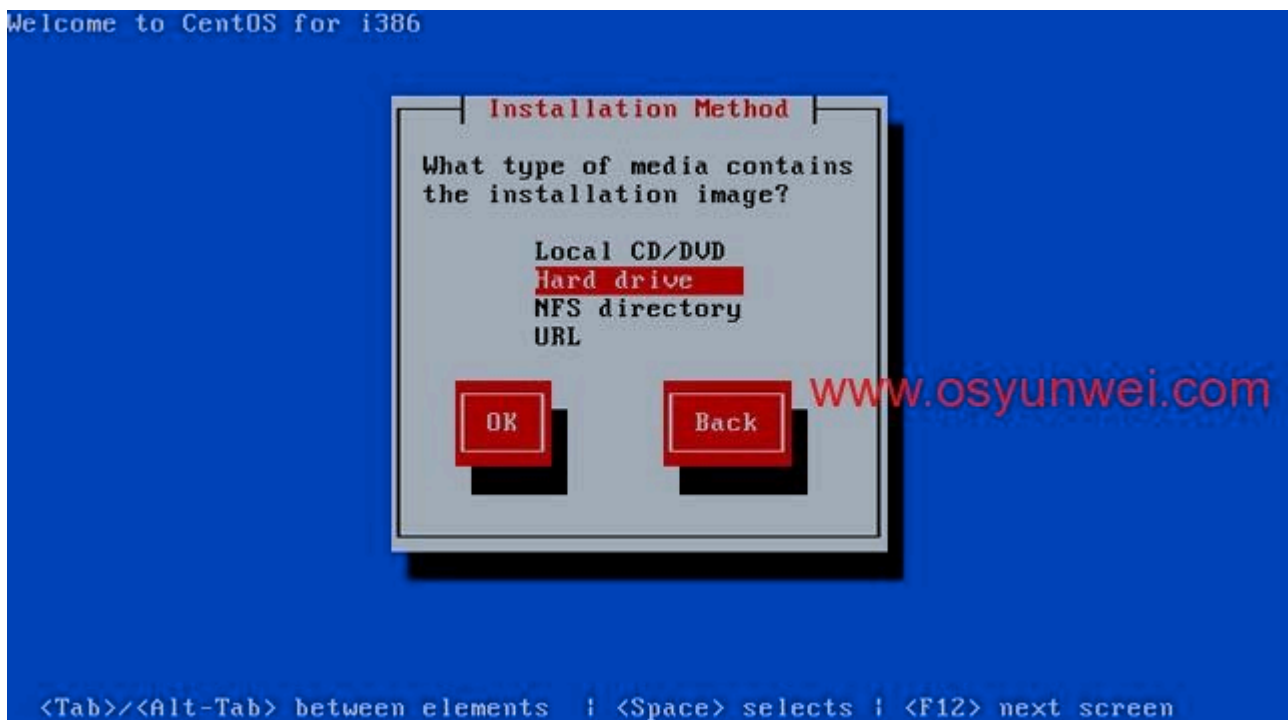 Welcome to CentOS for i386
Installation Method
What type of media contains
the installation image?
Local CD/DVD
Hard drive
NFS directory
URL
OK
Back
www.osyunwei.com
<Tab>/<Alt-Tab> between elements | <Space> selects | <F12> next screen